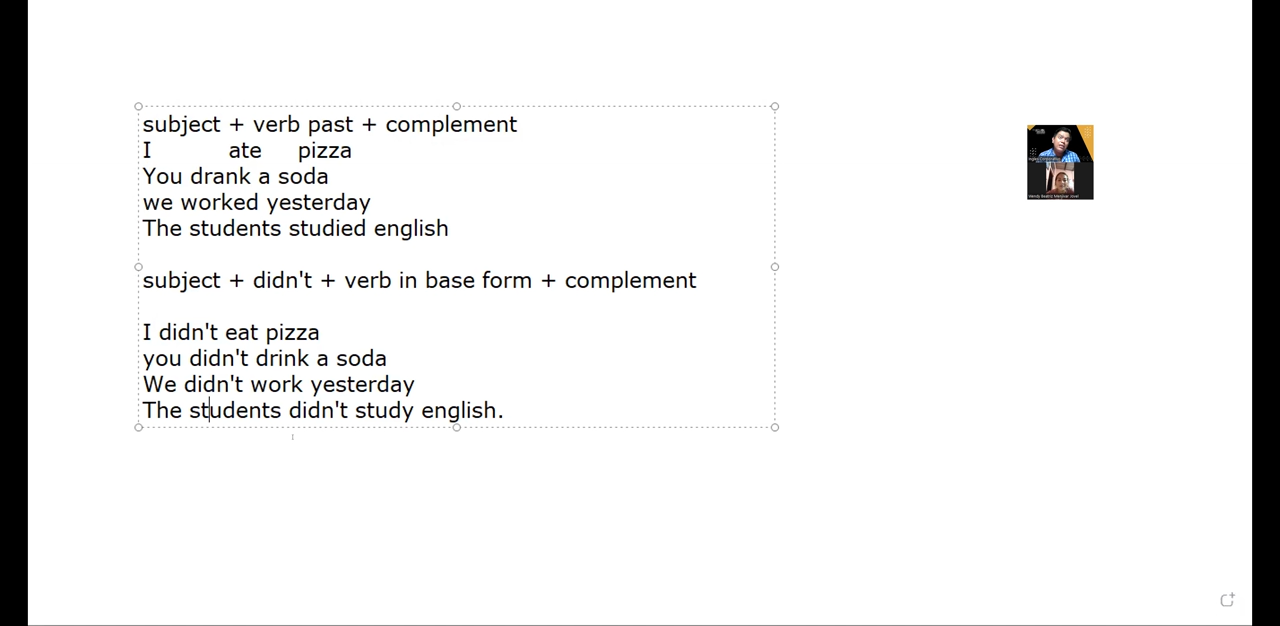 subject + verb past + complement
I ate pizza
You drank a soda
we worked yesterday
The students studied english
subject + didn't + verb in base form + complement
I didn't eat pizza
you didn't drink a soda
We didn't work yesterday
The students didn't study english.